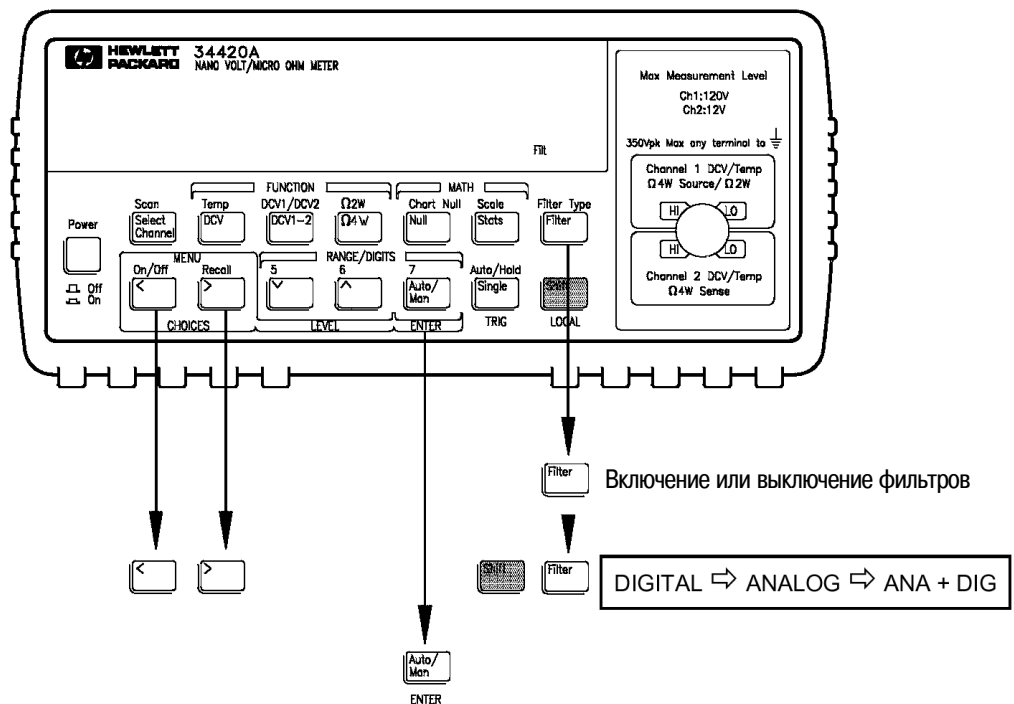 hp HEWLETT PACKARD
34420A
NANO VOLT/MICRO OHM METER
Filt
Max Measurement Level
Ch1:120V
Ch2:12V
350Vpk Max any terminal to
Channel 1 DCV/Temp
Ω4W Source/ Ω2W
HI LO
HI LO
Channel 2 DCV/Temp
Ω4W Sense
FUNCTION MATH
Scan Temp DCV1/DCV2 Ω2W Chart Null Scale Filter Type
Power
Select Channel DCV DCV1-2 Ω4W Null Stats Filter
MENU RANGE/DIGITS
On/Off Recall 5 6 7 Auto/Hold
< > ∨ ∧ Auto/Man Single Shift
Off
On
CHOICES LEVEL ENTER TRIG LOCAL
Filter Включение или выключение фильтров
< > Shift Filter DIGITAL ⇨ ANALOG ⇨ ANA + DIG
Auto/
Man
ENTER